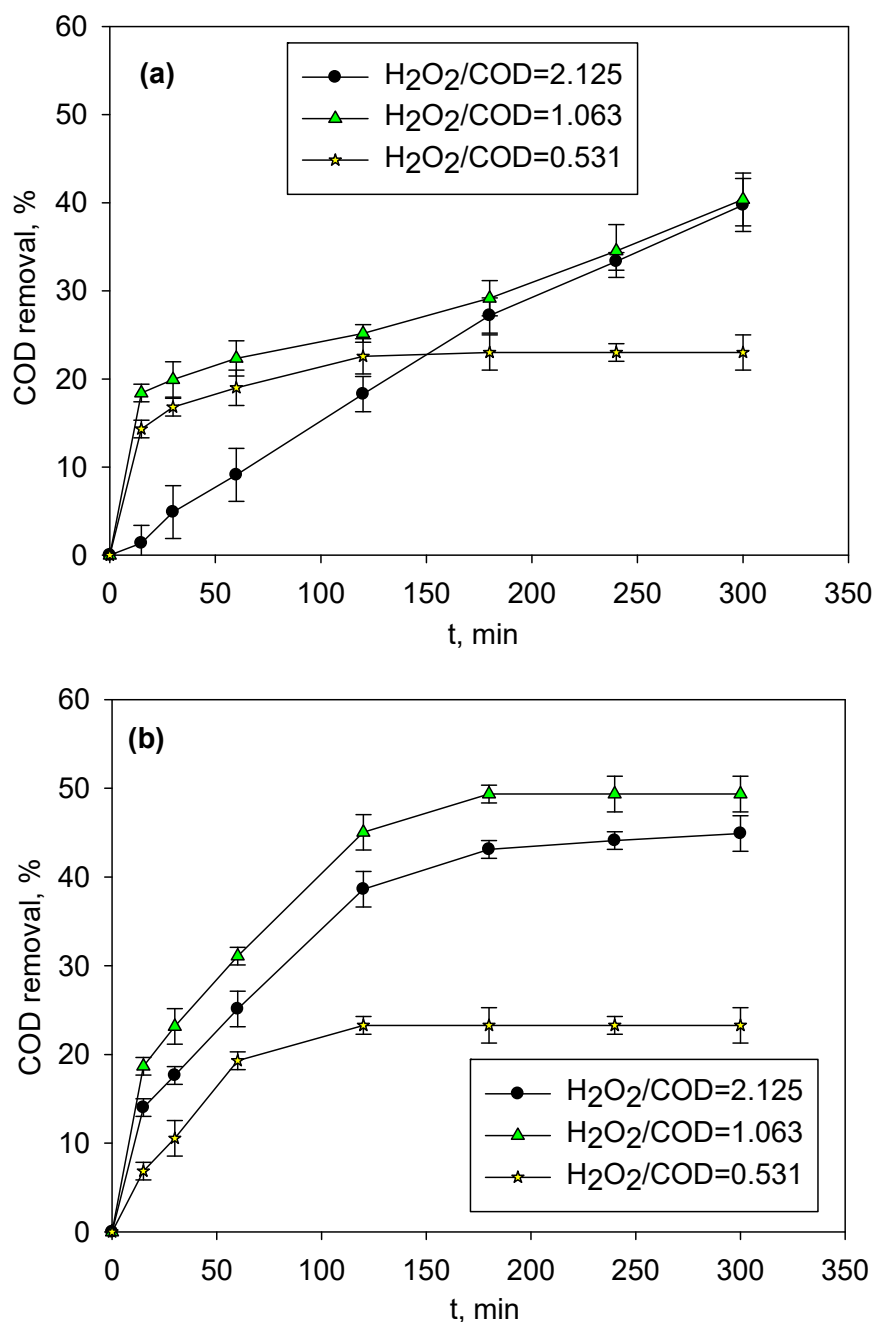 60
(a)
H2O2/COD=2.125
H2O2/COD=1.063
H2O2/COD=0.531
50
40
30
20
10
0
COD removal, %
0 50 100 150 200 250 300 350
t, min
60
(b)
50
40
30
20
10
0
COD removal, %
H2O2/COD=2.125
H2O2/COD=1.063
H2O2/COD=0.531
0 50 100 150 200 250 300 350
t, min